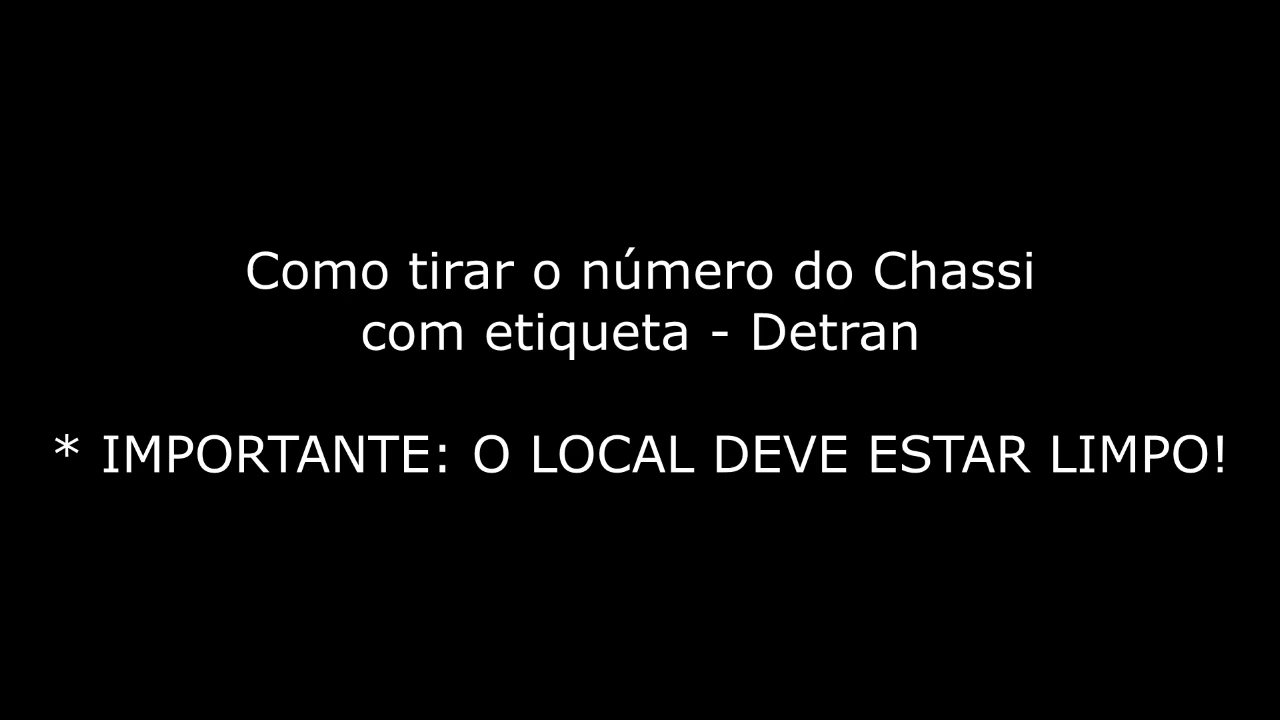 Como tirar o número do Chassi
com etiqueta - Detran
* IMPORTANTE: O LOCAL DEVE ESTAR LIMPO!